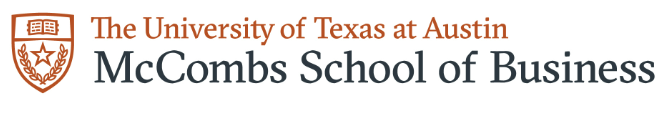 The University of Texas at Austin
McCombs School of Business